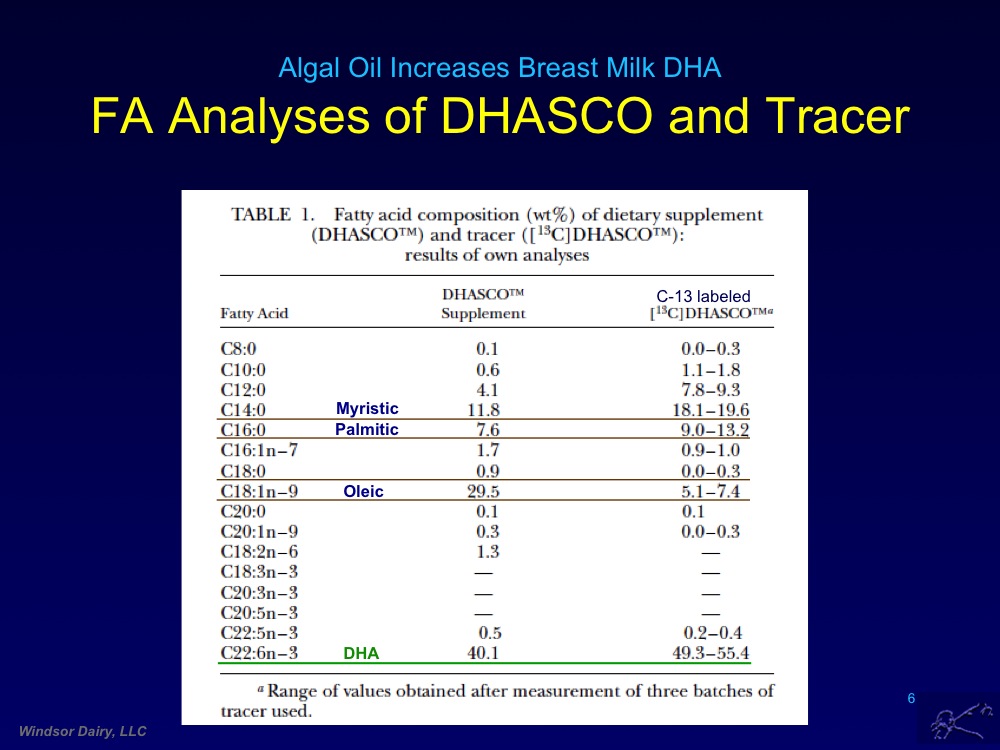 Algal Oil Increases Breast Milk DHA
FA Analyses of DHASCO and Tracer
TABLE 1. Fatty acid composition (wt%) of dietary supplement
(DHASCO™) and tracer ([¹³C]DHASCO™):
results of own analyses
DHASCO™ C-13 labeled
Fatty Acid Supplement [¹³C]DHASCO™ᵃ
C8:0 0.1 0.0–0.3
C10:0 0.6 1.1–1.8
C12:0 4.1 7.8–9.3
C14:0 Myristic 11.8 18.1–19.6
C16:0 Palmitic 7.6 9.0–13.2
C16:1n–7 1.7 0.9–1.0
C18:0 0.9 0.0–0.3
C18:1n–9 Oleic 29.5 5.1–7.4
C20:0 0.1 0.1
C20:1n–9 0.3 0.0–0.3
C18:2n–6 1.3 —
C18:3n–3 — —
C20:3n–3 — —
C20:5n–3 — —
C22:5n–3 0.5 0.2–0.4
C22:6n–3 DHA 40.1 49.3–55.4
ᵃ Range of values obtained after measurement of three batches of
tracer used.
6
Windsor Dairy, LLC